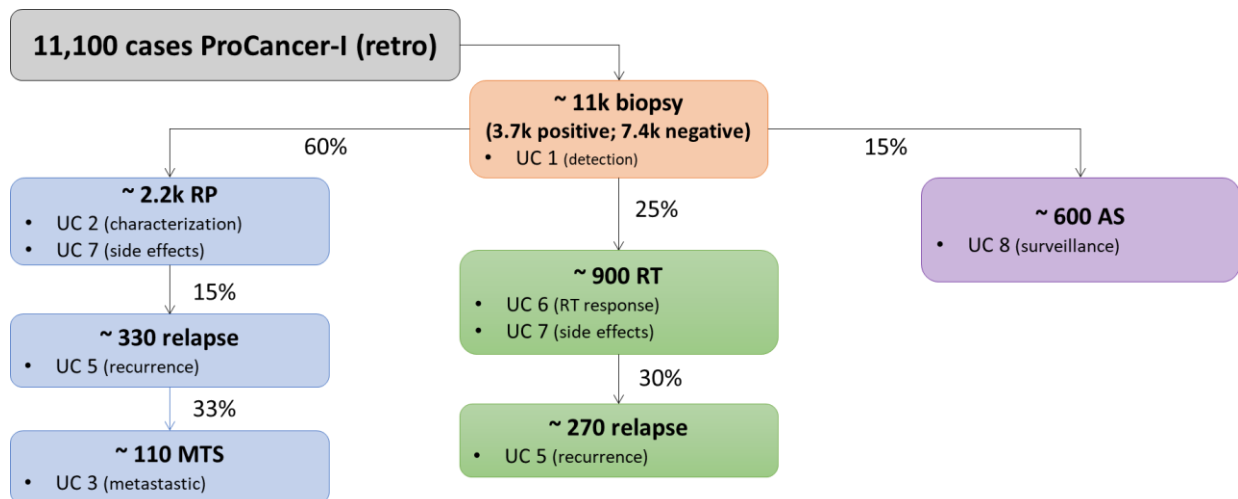 11,100 cases ProCancer-I (retro)
~ 11k biopsy
(3.7k positive; 7.4k negative)
• UC 1 (detection)
60%
15%
25%
~ 2.2k RP
• UC 2 (characterization)
• UC 7 (side effects)
~ 600 AS
• UC 8 (surveillance)
~ 900 RT
• UC 6 (RT response)
• UC 7 (side effects)
15%
~ 330 relapse
• UC 5 (recurrence)
30%
33%
~ 270 relapse
• UC 5 (recurrence)
~ 110 MTS
• UC 3 (metastastic)